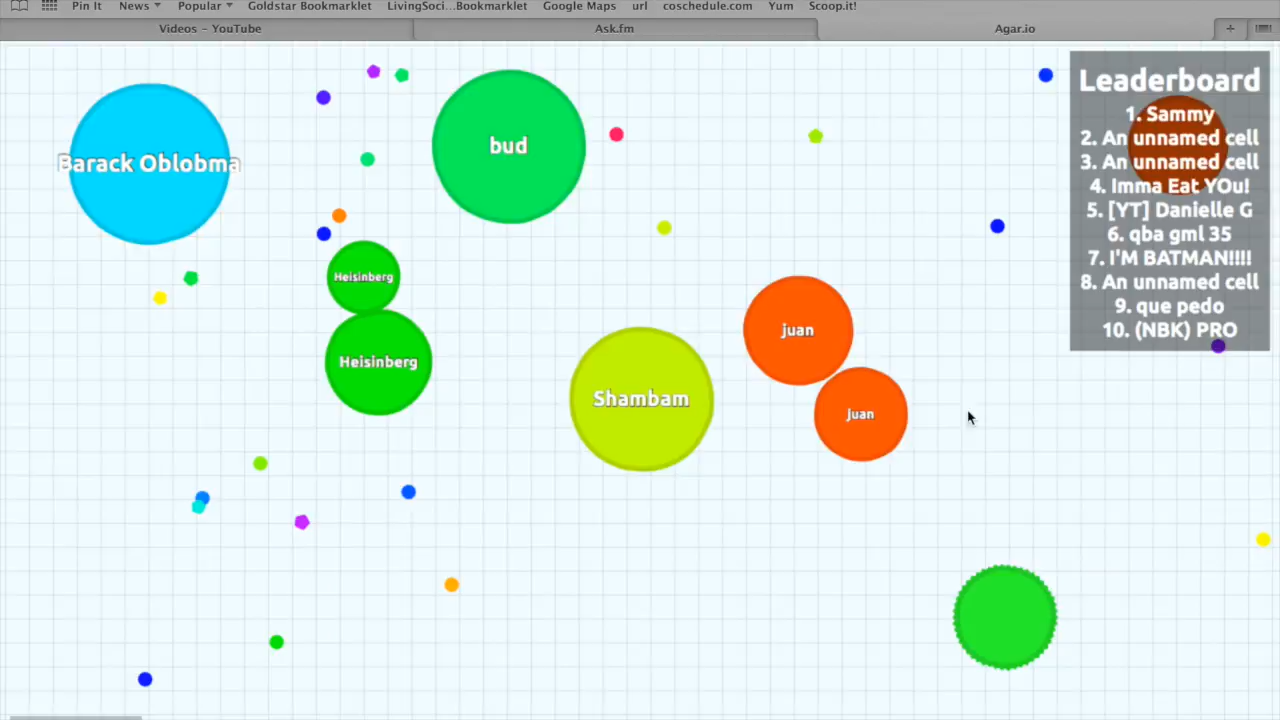 Pin It News Popular Goldstar Bookmarklet LivingSoci...Bookmarklet Google Maps url coschedule.com Yum Scoop.it!
Videos – YouTube Ask.fm Agar.io +
Leaderboard
1. Sammy
2. An unnamed cell
3. An unnamed cell
4. Imma Eat YOu!
5. [YT] Danielle G
6. qba gml 35
7. I'M BATMAN!!!!
8. An unnamed cell
9. que pedo
10. (NBK) PRO
Barack Oblobma
bud
Heisinberg
Heisinberg
juan
Shambam
juan